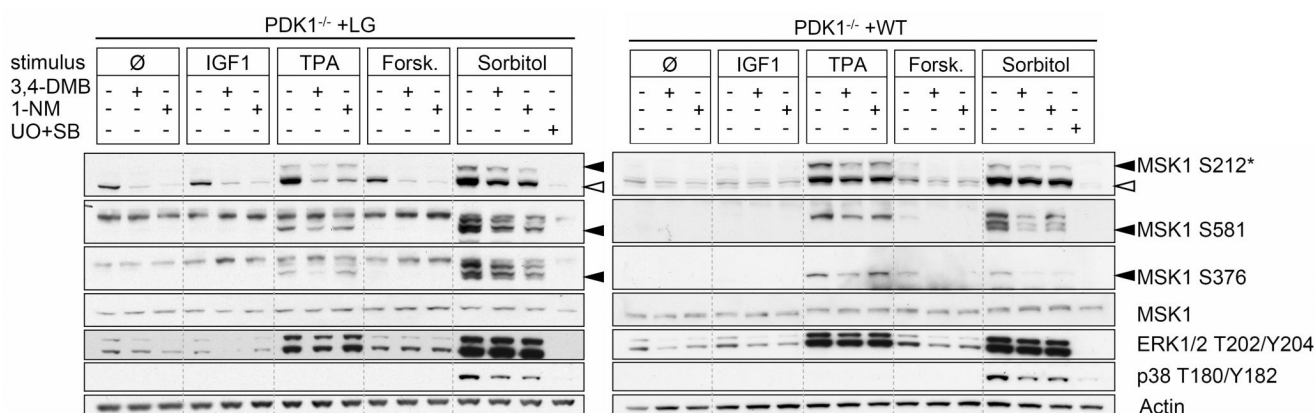 PDK1-/- +LG PDK1-/- +WT
stimulus Ø IGF1 TPA Forsk. Sorbitol Ø IGF1 TPA Forsk. Sorbitol
3,4-DMB - + - - + - - + - - + - - + - - - + - - + - - + - - + - - + - -
1-NM - - + - - + - - + - - + - - + - - - + - - + - - + - - + - - + -
UO+SB - - - - - - - - - - - - - - - + - - - - - - - - - - - - - - - +
MSK1 S212*
MSK1 S581
MSK1 S376
MSK1
ERK1/2 T202/Y204
p38 T180/Y182
Actin